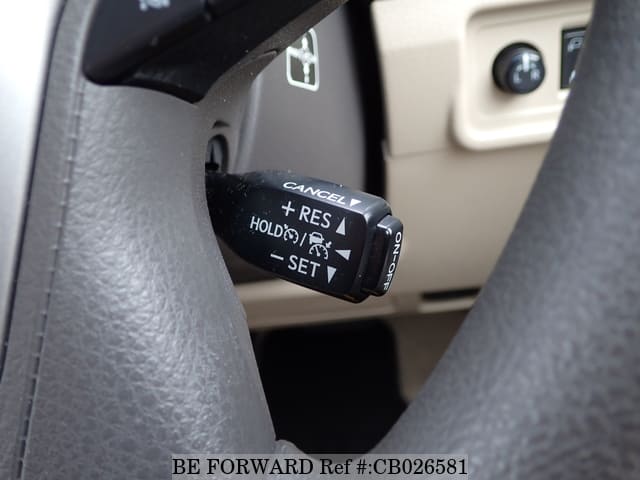 CANCEL▼
+RES▲
HOLD / ◀
−SET▼
ON-OFF
L C R
BE FORWARD Ref #:CB026581